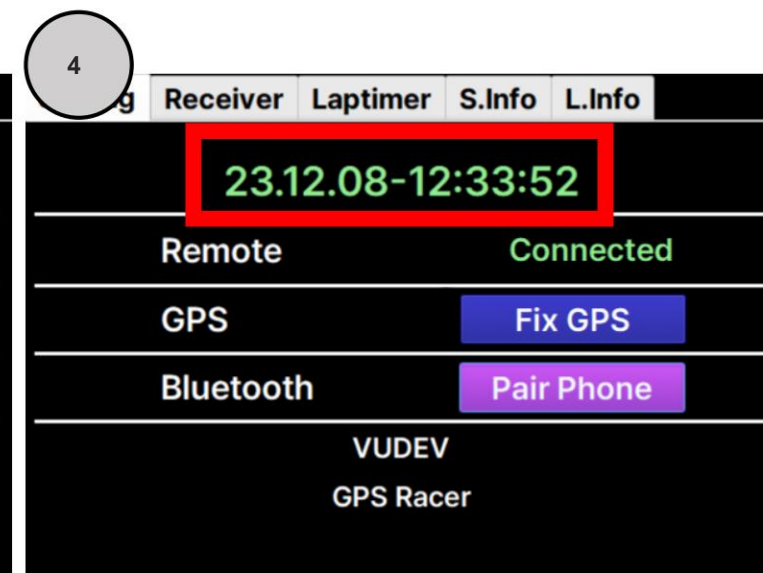 4
Receiver Laptimer S.Info L.Info
23.12.08-12:33:52
Remote Connected
GPS Fix GPS
Bluetooth Pair Phone
VUDEV
GPS Racer